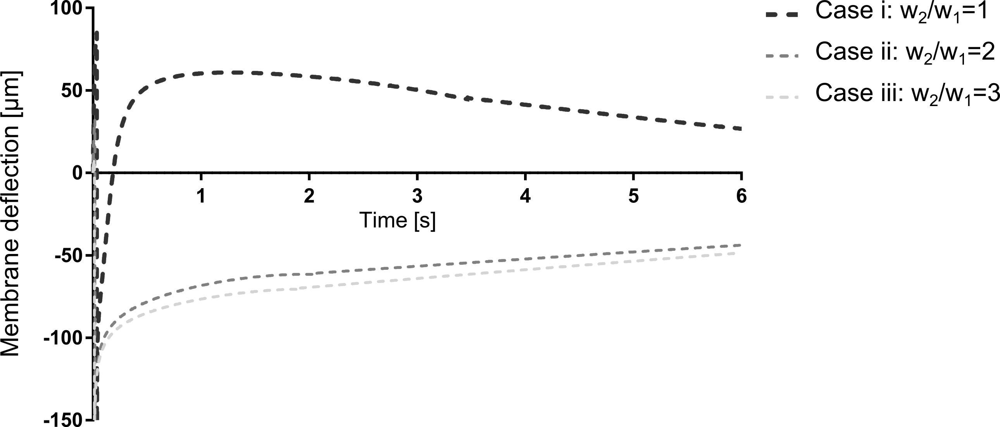 Membrane deflection [µm]
100
50
0
-50
-100
-150
1 2 3 4 5 6
Time [s]
Case i: w₂/w₁=1
Case ii: w₂/w₁=2
Case iii: w₂/w₁=3